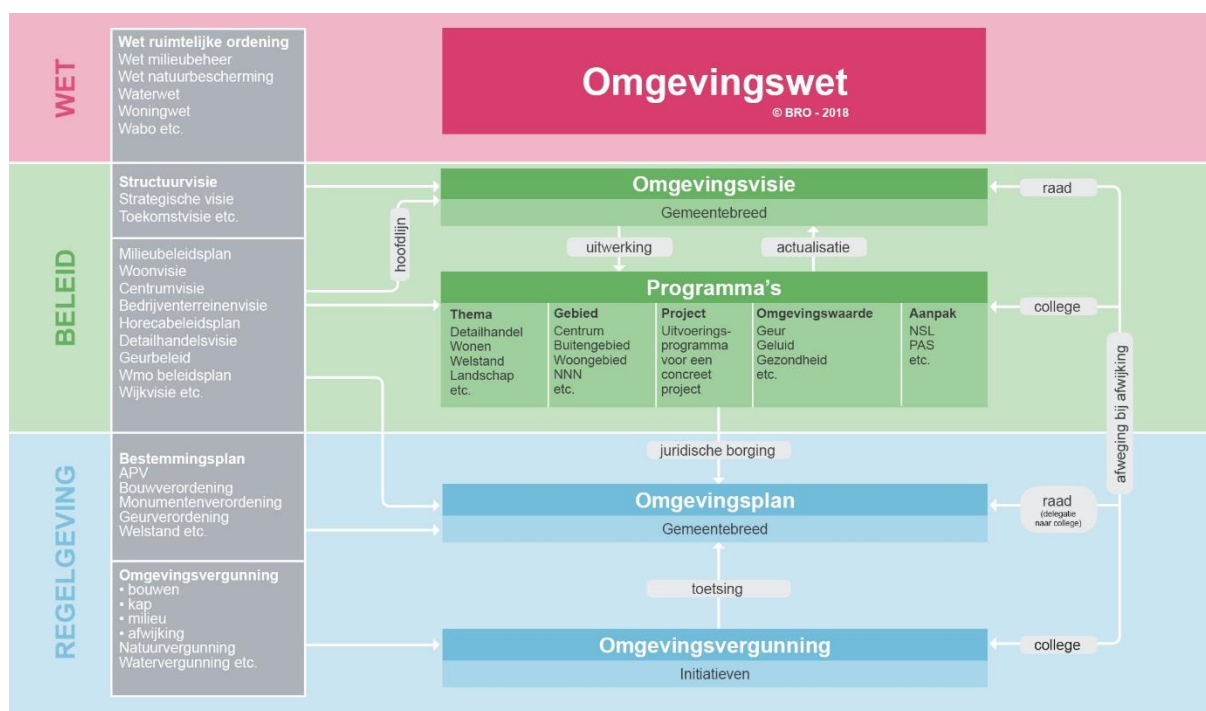 WET
Wet ruimtelijke ordening
Wet milieubeheer
Wet natuurbescherming
Waterwet
Woningwet
Wabo etc.
Omgevingswet
© BRO - 2018
BELEID
Structuurvisie
Strategische visie
Toekomstvisie etc.
Milieubeleidsplan
Woonvisie
Centrumvisie
Bedrijventerreinenvisie
Horecabeleidsplan
Detailhandelsvisie
Geurbeleid
Wmo beleidsplan
Wijkvisie etc.
hoofdlijn
Omgevingsvisie
Gemeentebreed
raad
uitwerking
actualisatie
Programma's
college
Thema
Detailhandel
Wonen
Welstand
Landschap
etc.
Gebied
Centrum
Buitengebied
Woongebied
NNN
etc.
Project
Uitvoerings-
programma
voor een
concreet
project
Omgevingswaarde
Geur
Geluid
Gezondheid
etc.
Aanpak
NSL
PAS
etc.
afweging bij afwijking
REGELGEVING
Bestemmingsplan
APV
Bouwverordening
Monumentenverordening
Geurverordening
Welstand etc.
Omgevingsvergunning
• bouwen
• kap
• milieu
• afwijking
Natuurvergunning
Watervergunning etc.
juridische borging
Omgevingsplan
Gemeentebreed
raad
(delegatie
naar college)
toetsing
Omgevingsvergunning
Initiatieven
college